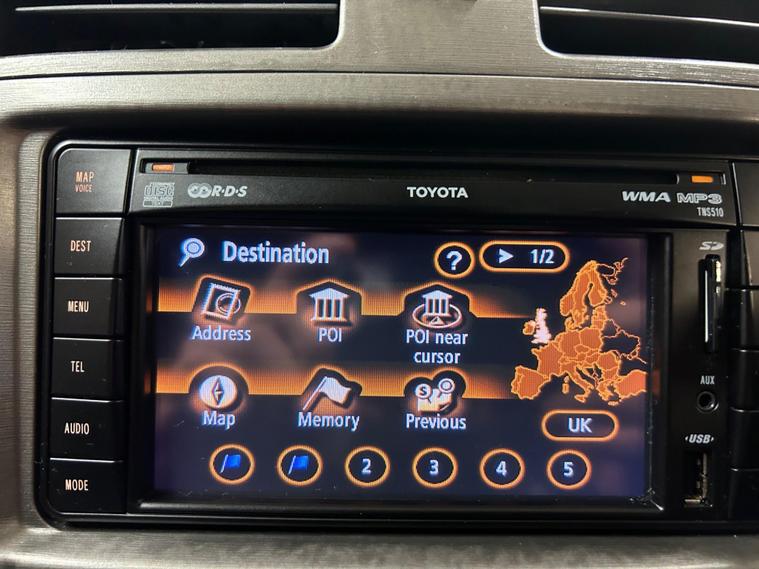 MAP
VOICE
disc
R·D·S
TOYOTA
WMA MP3
TNS510
DEST
MENU
TEL
AUDIO
MODE
Destination
?
1/2
Address
POI
POI near
cursor
Map
Memory
Previous
UK
2
3
4
5
SD
AUX
USB